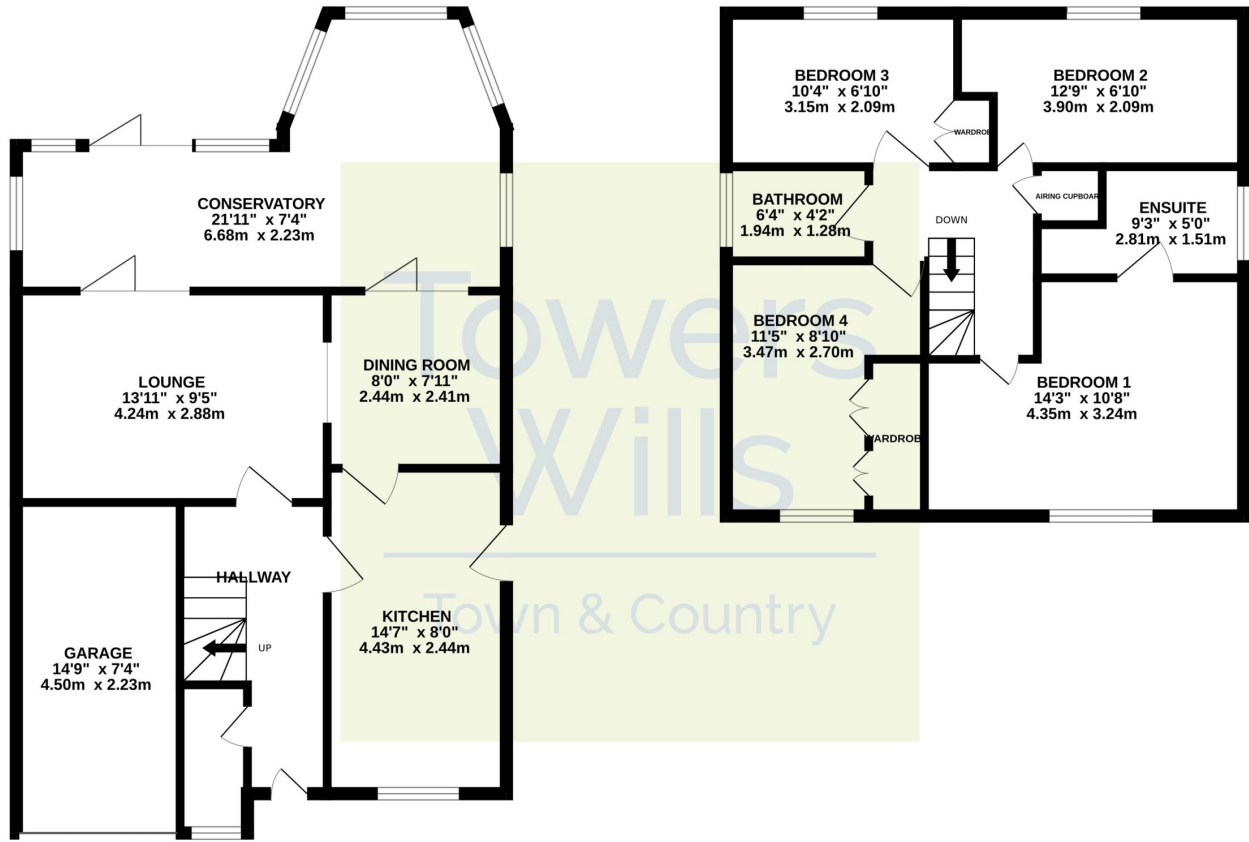 CONSERVATORY
21'11" x 7'4"
6.68m x 2.23m
LOUNGE
13'11" x 9'5"
4.24m x 2.88m
DINING ROOM
8'0" x 7'11"
2.44m x 2.41m
HALLWAY
UP
KITCHEN
14'7" x 8'0"
4.43m x 2.44m
GARAGE
14'9" x 7'4"
4.50m x 2.23m
BEDROOM 3
10'4" x 6'10"
3.15m x 2.09m
WARDROB
BEDROOM 2
12'9" x 6'10"
3.90m x 2.09m
BATHROOM
6'4" x 4'2"
1.94m x 1.28m
DOWN
AIRING CUPBOAR
ENSUITE
9'3" x 5'0"
2.81m x 1.51m
BEDROOM 4
11'5" x 8'10"
3.47m x 2.70m
WARDROB
BEDROOM 1
14'3" x 10'8"
4.35m x 3.24m
Towers
Wills
Town & Country